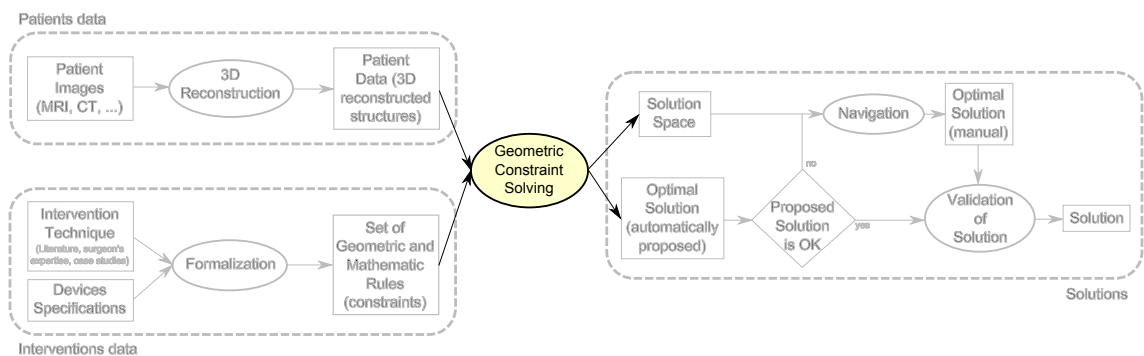 Patients data
Patient
Images
(MRI, CT, ...)
3D
Reconstruction
Patient
Data (3D
reconstructed
structures)
Interventions data
Intervention
Technique
(Literature, surgeon's
expertise, case studies)
Devices
Specifications
Formalization
Set of
Geometric and
Mathematic
Rules
(constraints)
Geometric
Constraint
Solving
Solutions
Solution
Space
Optimal
Solution
(automatically
proposed)
Proposed
Solution
is OK
no
yes
Navigation
Optimal
Solution
(manual)
Validation
of
Solution
Solution